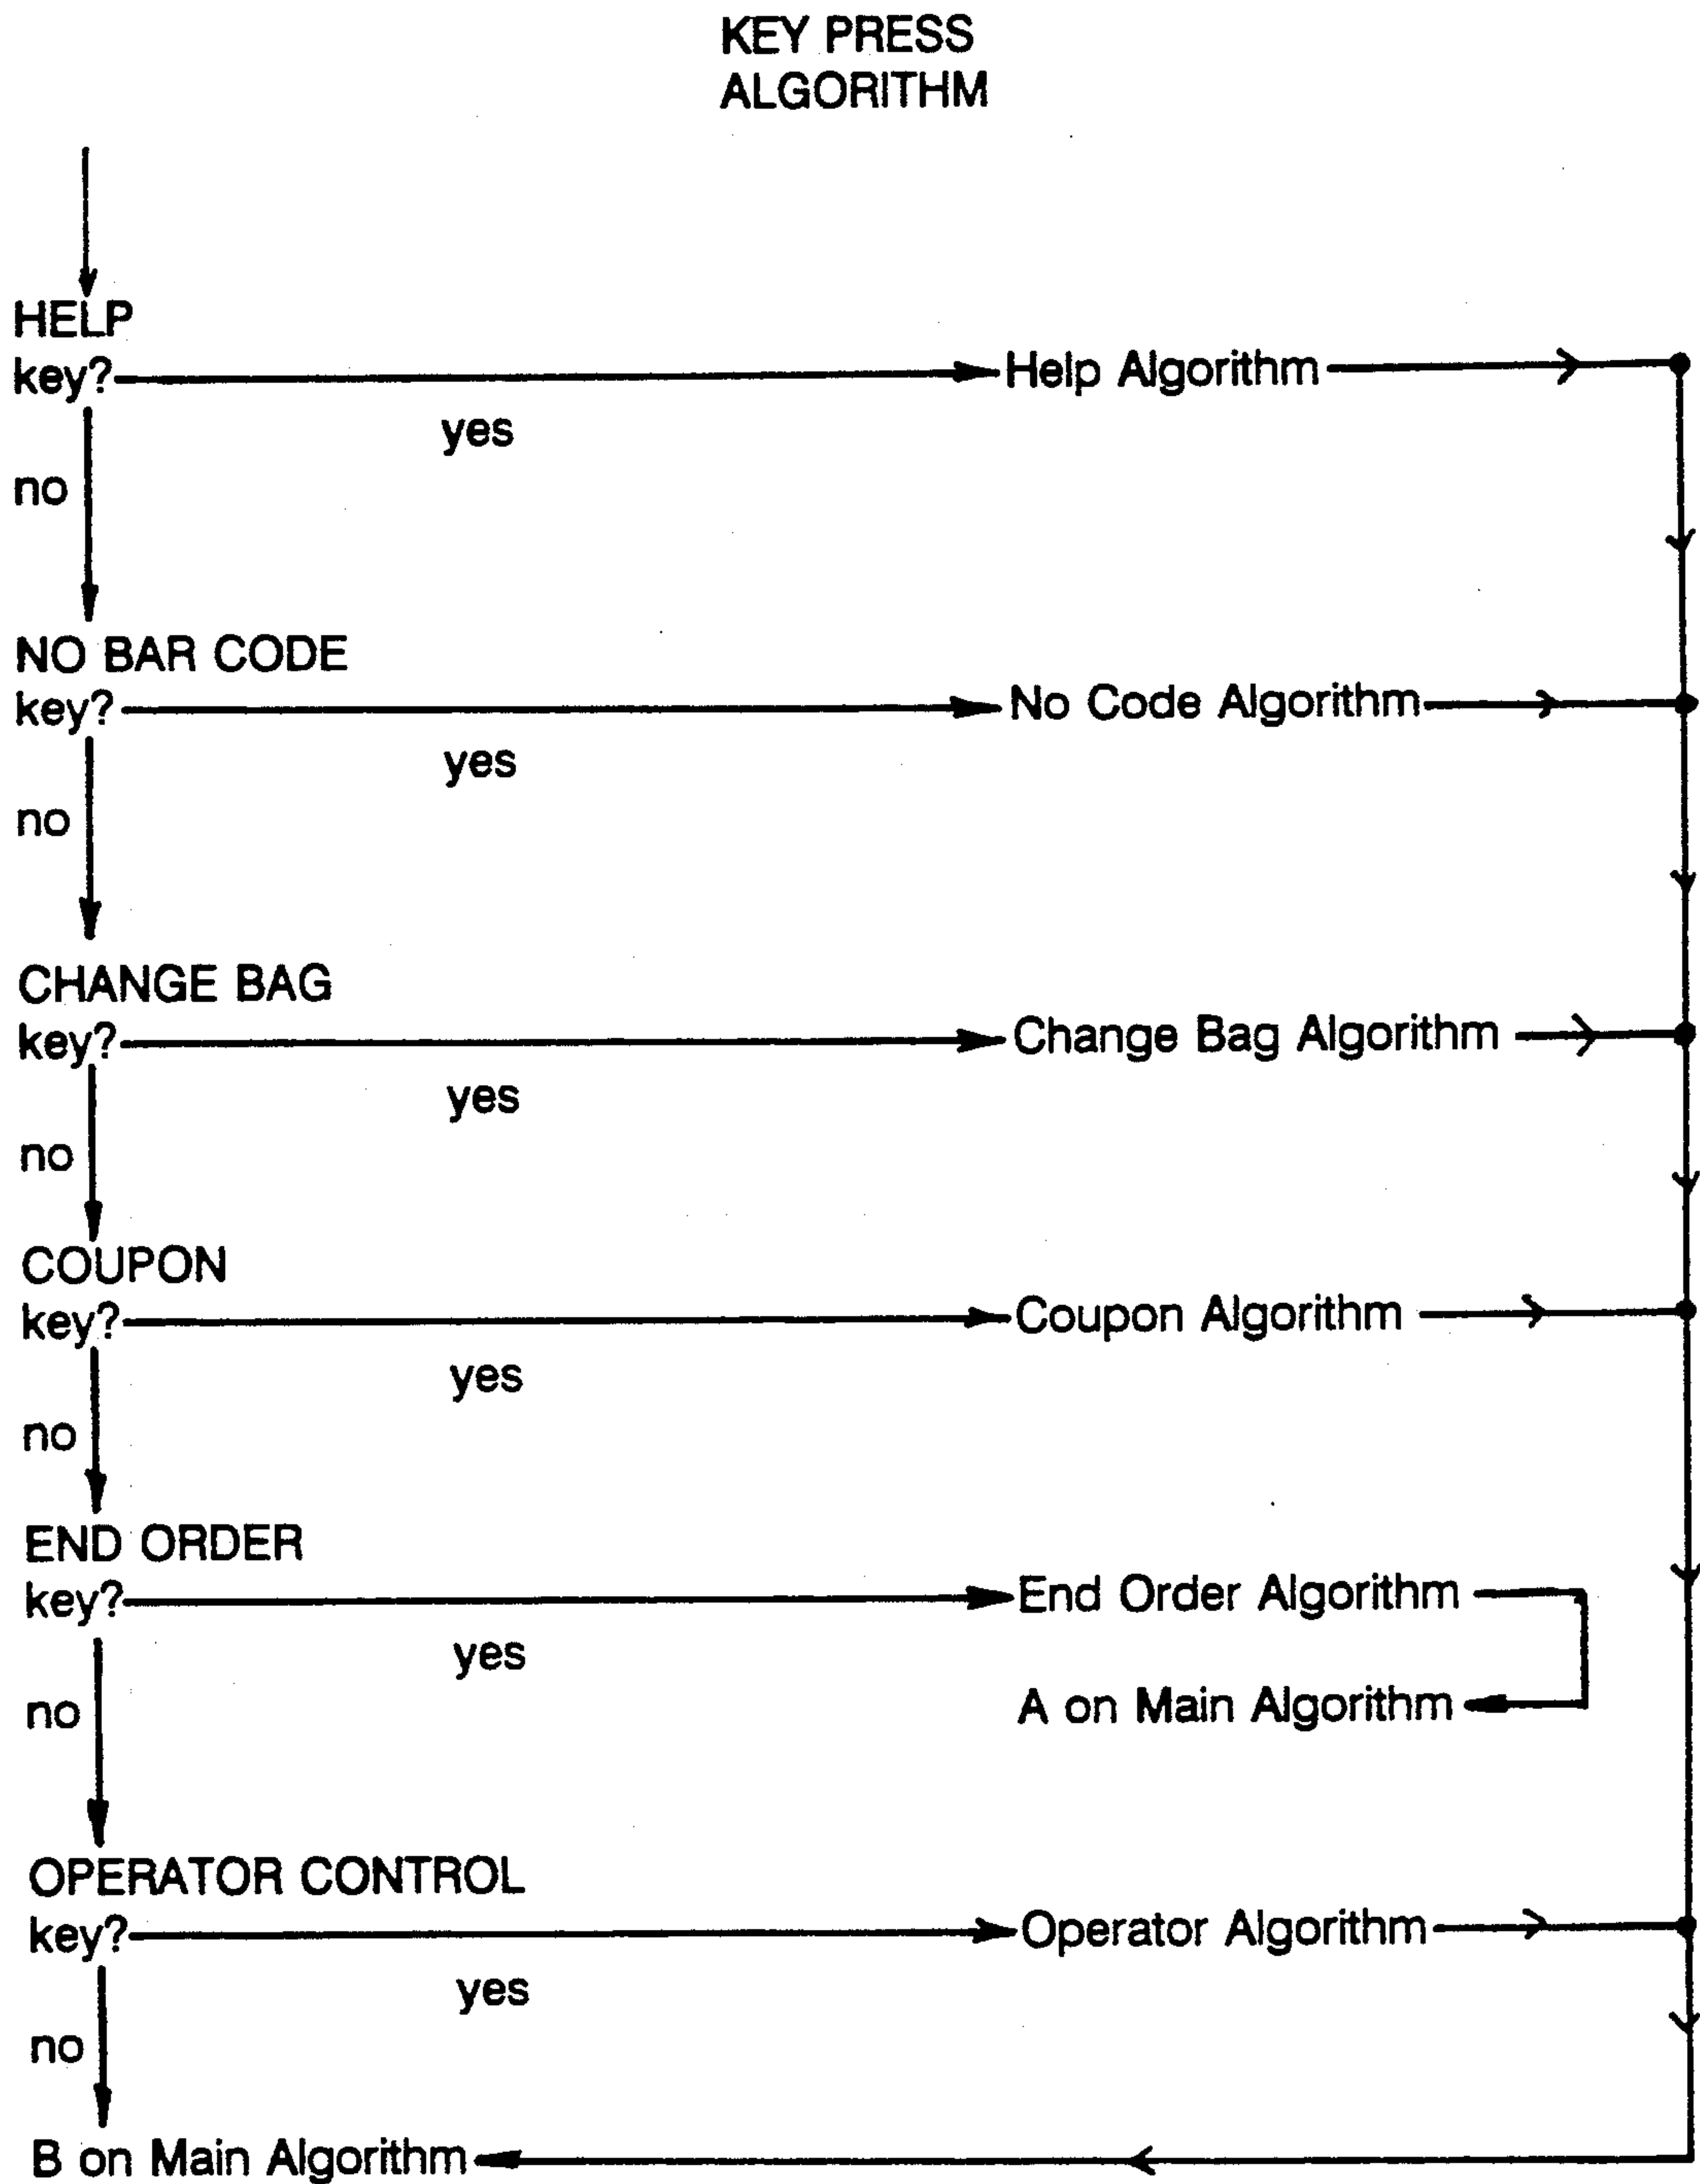 KEY PRESS
ALGORITHM
HELP
key?
yes
Help Algorithm
no
NO BAR CODE
key?
yes
No Code Algorithm
no
CHANGE BAG
key?
yes
Change Bag Algorithm
no
COUPON
key?
yes
Coupon Algorithm
no
END ORDER
key?
yes
End Order Algorithm
no
A on Main Algorithm
OPERATOR CONTROL
key?
yes
Operator Algorithm
no
B on Main Algorithm